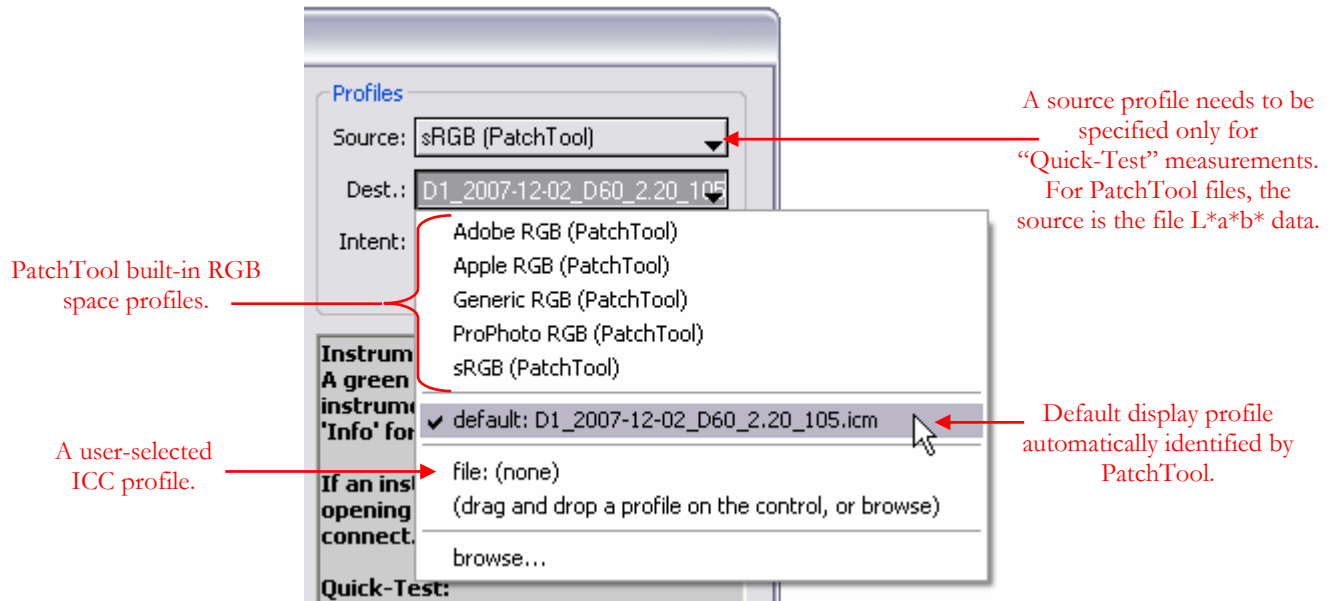 Profiles
Source: sRGB (PatchTool)
Dest.: D1_2007-12-02_D60_2.20_105
Intent:
Adobe RGB (PatchTool)
Apple RGB (PatchTool)
Generic RGB (PatchTool)
ProPhoto RGB (PatchTool)
sRGB (PatchTool)
✔ default: D1_2007-12-02_D60_2.20_105.icm
file: (none)
(drag and drop a profile on the control, or browse)
browse...
Instrum
A green
instrume
'Info' for
If an inst
opening
connect.
Quick-Test:
A source profile needs to be
specified only for
“Quick-Test” measurements.
For PatchTool files, the
source is the file L*a*b* data.
PatchTool built-in RGB
space profiles.
Default display profile
automatically identified by
PatchTool.
A user-selected
ICC profile.